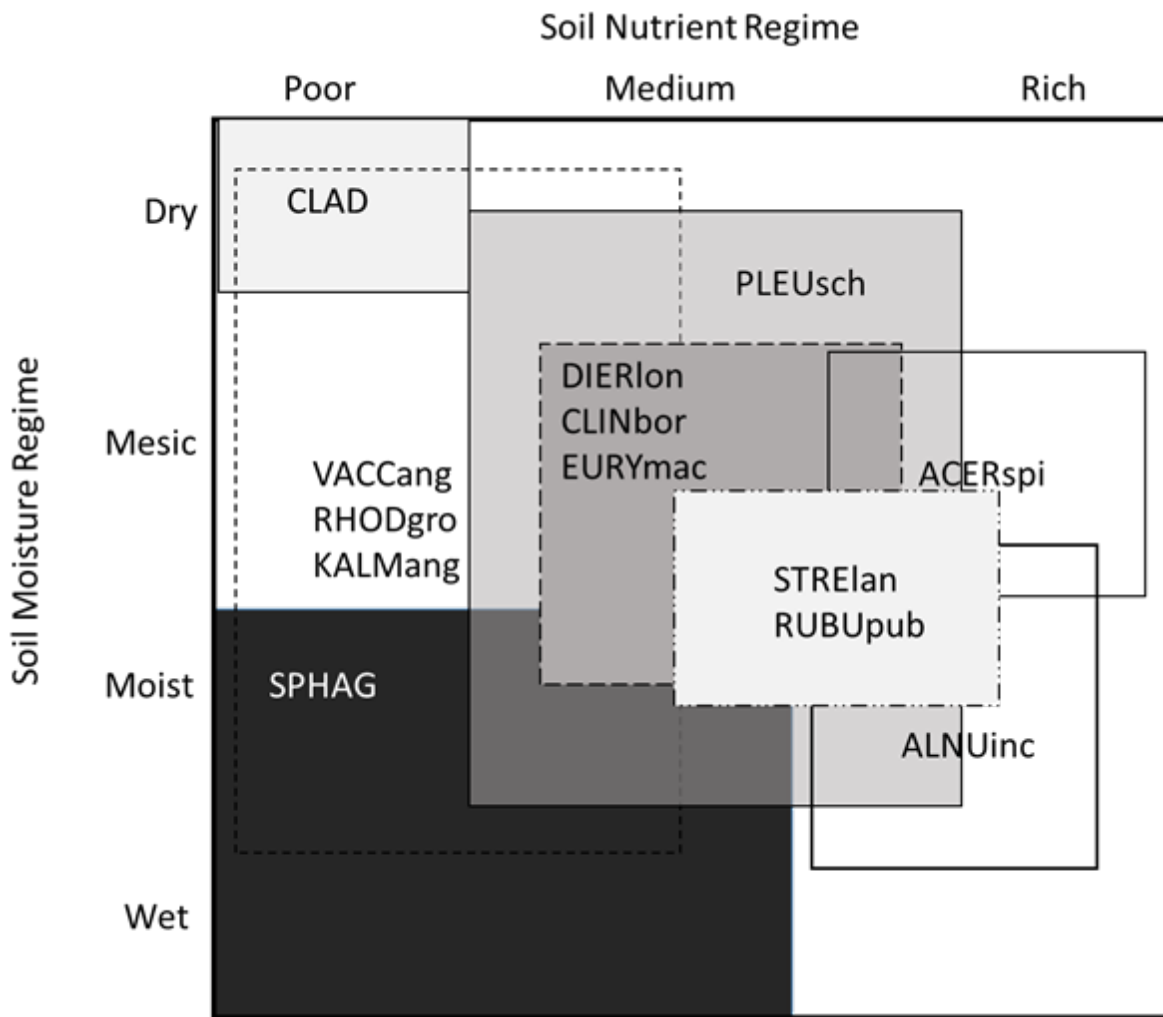 Soil Nutrient Regime
Poor Medium Rich
Soil Moisture Regime
Dry
Mesic
Moist
Wet
CLAD
PLEUsch
DIERlon
CLINbor
EURYmac
VACCang
RHODgro
KALMang
ACERspi
STRElan
RUBUpub
SPHAG
ALNUinc